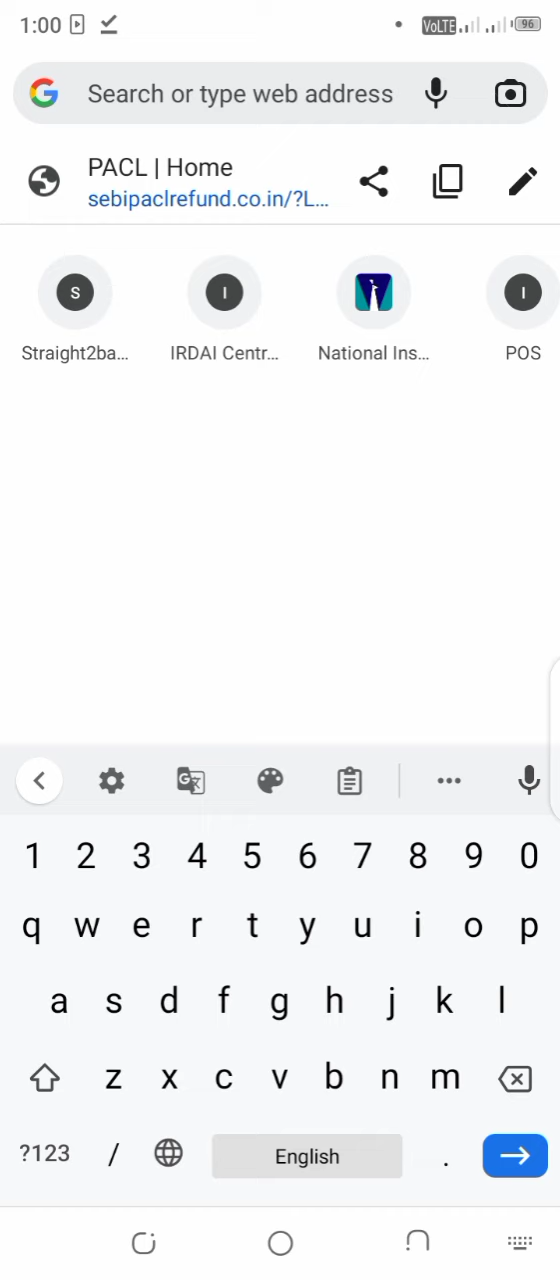 1:00
VoLTE
96
Search or type web address
PACL | Home
sebipaclrefund.co.in/?L...
S
I
I
Straight2ba...
IRDAI Centr...
National Ins...
POS
1 2 3 4 5 6 7 8 9 0
q w e r t y u i o p
a s d f g h j k l
z x c v b n m
?123 / English .